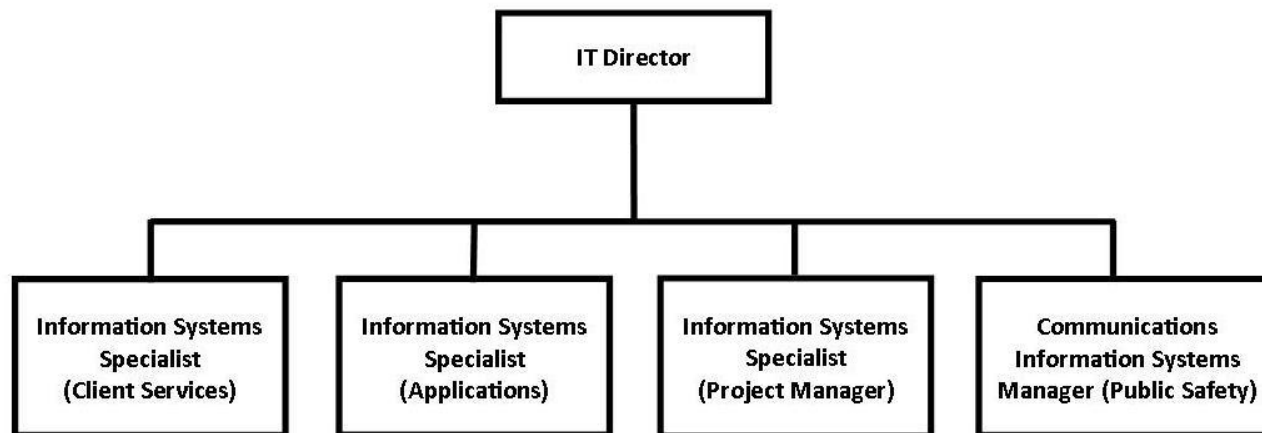 IT Director
Information Systems
Specialist
(Client Services)
Information Systems
Specialist
(Applications)
Information Systems
Specialist
(Project Manager)
Communications
Information Systems
Manager (Public Safety)